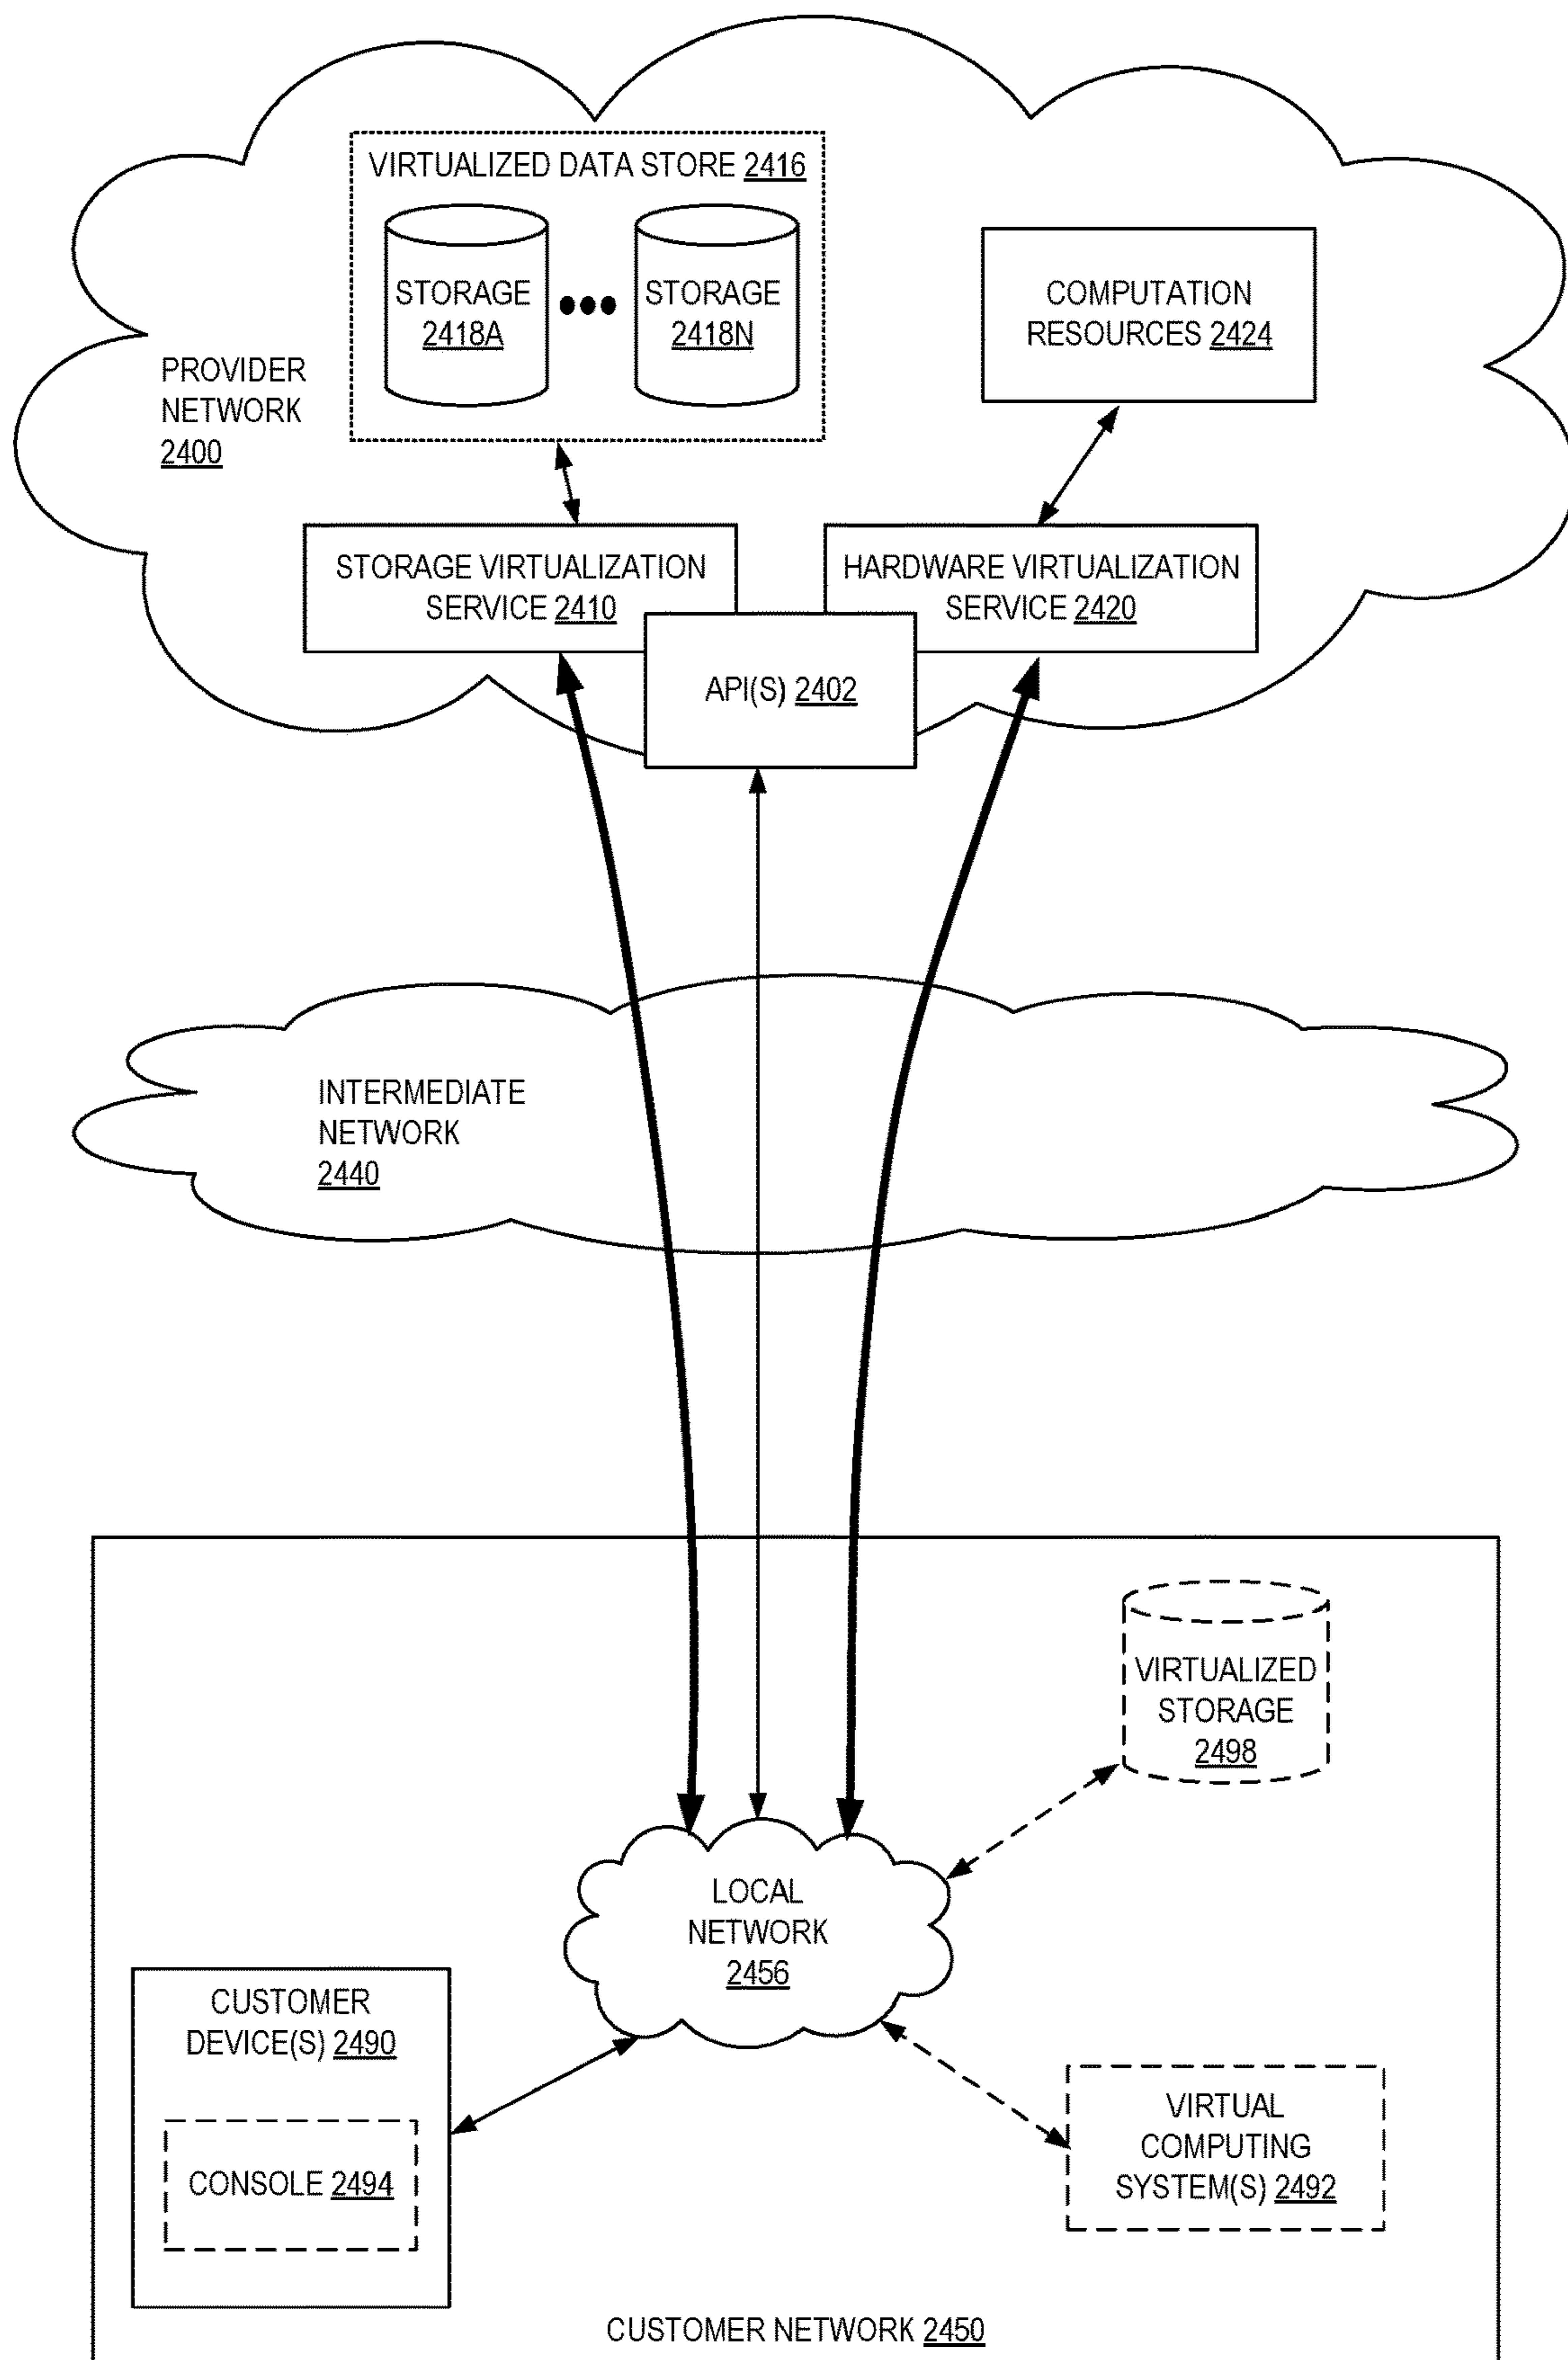 VIRTUALIZED DATA STORE 2416
STORAGE
2418A
STORAGE
2418N
COMPUTATION
RESOURCES 2424
PROVIDER
NETWORK
2400
STORAGE VIRTUALIZATION
SERVICE 2410
HARDWARE VIRTUALIZATION
SERVICE 2420
API(S) 2402
INTERMEDIATE
NETWORK
2440
VIRTUALIZED
STORAGE
2498
LOCAL
NETWORK
2456
CUSTOMER
DEVICE(S) 2490
CONSOLE 2494
VIRTUAL
COMPUTING
SYSTEM(S) 2492
CUSTOMER NETWORK 2450